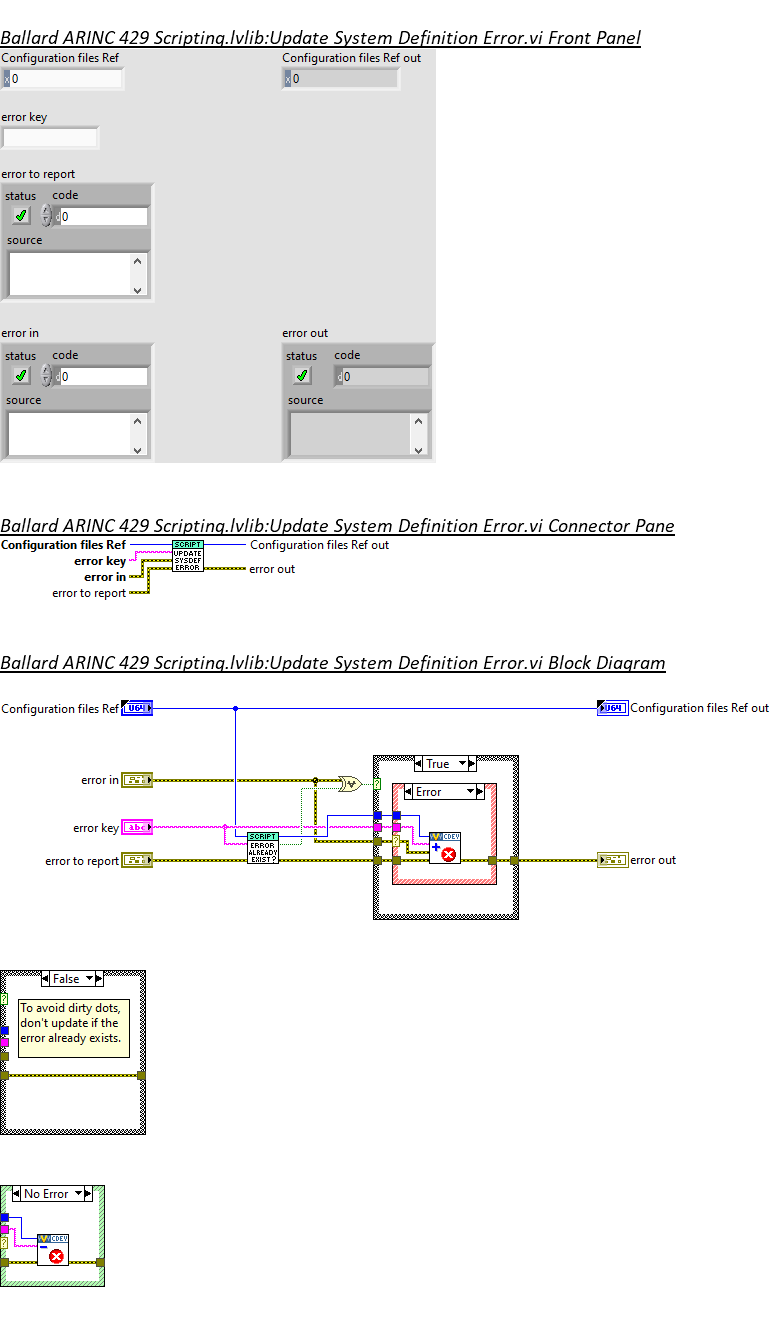 Ballard ARINC 429 Scripting.lvlib:Update System Definition Error.vi Front Panel
Configuration files Ref
Configuration files Ref out
x 0
x 0
error key
error to report
status code
d 0
source
error in
error out
status code
status code
d 0
d 0
source
source
Ballard ARINC 429 Scripting.lvlib:Update System Definition Error.vi Connector Pane
Configuration files Ref
error key
error in
error to report
SCRIPT
UPDATE
SYSDEF
ERROR
Configuration files Ref out
error out
Ballard ARINC 429 Scripting.lvlib:Update System Definition Error.vi Block Diagram
Configuration files Ref
U64
U64
Configuration files Ref out
True
error in
?
Error
error key
abc
SCRIPT
ERROR
ALREADY
EXIST?
CDEV
?
error to report
error out
False
?
To avoid dirty dots,
don't update if the
error already exists.
No Error
CDEV
?